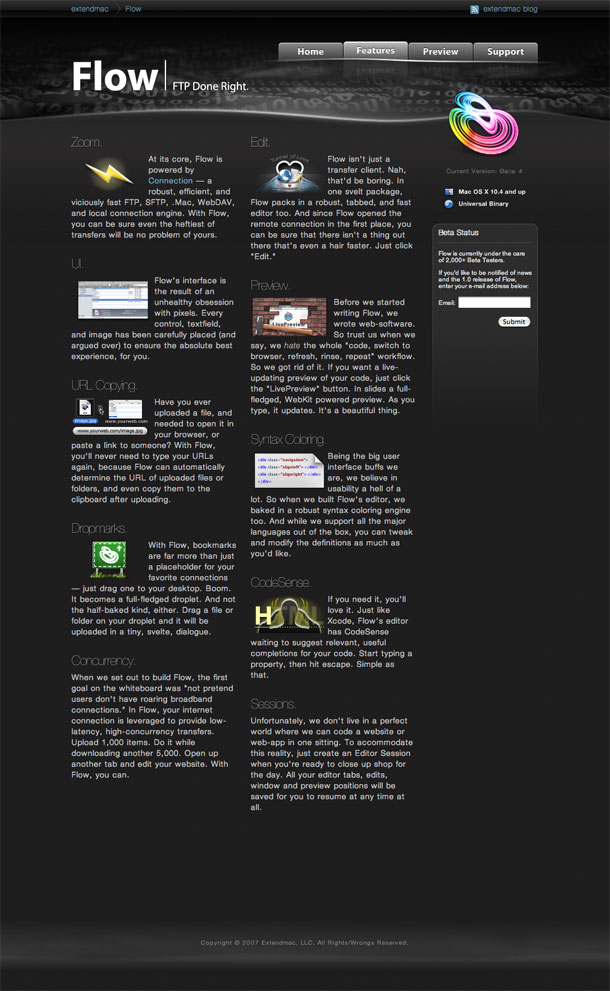 extendmac Flow
extendmac blog
Home Features Preview Support
Flow FTP Done Right.
Zoom.
At its core, Flow is
powered by
Connection — a
robust, efficient, and
viciously fast FTP, SFTP, .Mac, WebDAV,
and local connection engine. With Flow,
you can be sure even the heftiest of
transfers will be no problem of yours.
UI.
Flow's interface is
the result of an
unhealthy obsession
with pixels. Every
control, textfield,
and image has been carefully placed (and
argued over) to ensure the absolute best
experience, for you.
URL Copying.
image.jpg
www.yourweb.com
www.yourweb.com/image.jpg
Have you ever
uploaded a file, and
needed to open it in
your browser, or
paste a link to someone? With Flow,
you'll never need to type your URLs
again, because Flow can automatically
determine the URL of uploaded files or
folders, and even copy them to the
clipboard after uploading.
Dropmarks.
With Flow, bookmarks
are far more than just
a placeholder for your
favorite connections
— just drag one to your desktop. Boom.
It becomes a full-fledged droplet. And not
the half-baked kind, either. Drag a file or
folder on your droplet and it will be
uploaded in a tiny, svelte, dialogue.
Concurrency.
When we set out to build Flow, the first
goal on the whiteboard was "not pretend
users don't have roaring broadband
connections." In Flow, your internet
connection is leveraged to provide low-
latency, high-concurrency transfers.
Upload 1,000 items. Do it while
downloading another 5,000. Open up
another tab and edit your website. With
Flow, you can.
Edit.
Tunnel of Love
Flow isn't just a
transfer client. Nah,
that'd be boring. In
one svelt package,
Flow packs in a robust, tabbed, and fast
editor too. And since Flow opened the
remote connection in the first place, you
can be sure that there isn't a thing out
there that's even a hair faster. Just click
"Edit."
Preview.
LivePreview
Before we started
writing Flow, we
wrote web-software.
So trust us when we
say, we hate the whole "code, switch to
browser, refresh, rinse, repeat" workflow.
So we got rid of it. If you want a live-
updating preview of your code, just click
the "LivePreview" button. In slides a full-
fledged, WebKit powered preview. As you
type, it updates. It's a beautiful thing.
Syntax Coloring.
<div class="navigation">
<div class="alignleft"> </div>
<div class="alignright"> </div>
</div>
Being the big user
interface buffs we
are, we believe in
usability a hell of a
lot. So when we built Flow's editor, we
baked in a robust syntax coloring engine
too. And while we support all the major
languages out of the box, you can tweak
and modify the definitions as much as
you'd like.
CodeSense.
HTML
If you need it, you'll
love it. Just like
Xcode, Flow's editor
has CodeSense
waiting to suggest relevant, useful
completions for your code. Start typing a
property, then hit escape. Simple as
that.
Sessions.
Unfortunately, we don't live in a perfect
world where we can code a website or
web-app in one sitting. To accommodate
this reality, just create an Editor Session
when you're ready to close up shop for
the day. All your editor tabs, edits,
window and preview positions will be
saved for you to resume at any time at
all.
Current Version: Beta 4
Mac OS X 10.4 and up
Universal Binary
Beta Status
Flow is currently under the care
of 2,000+ Beta Testers.
If you'd like to be notified of news
and the 1.0 release of Flow,
enter your e-mail address below:
Email:
Submit
Copyright © 2007 Extendmac, LLC, All Rights/Wrongs Reserved.